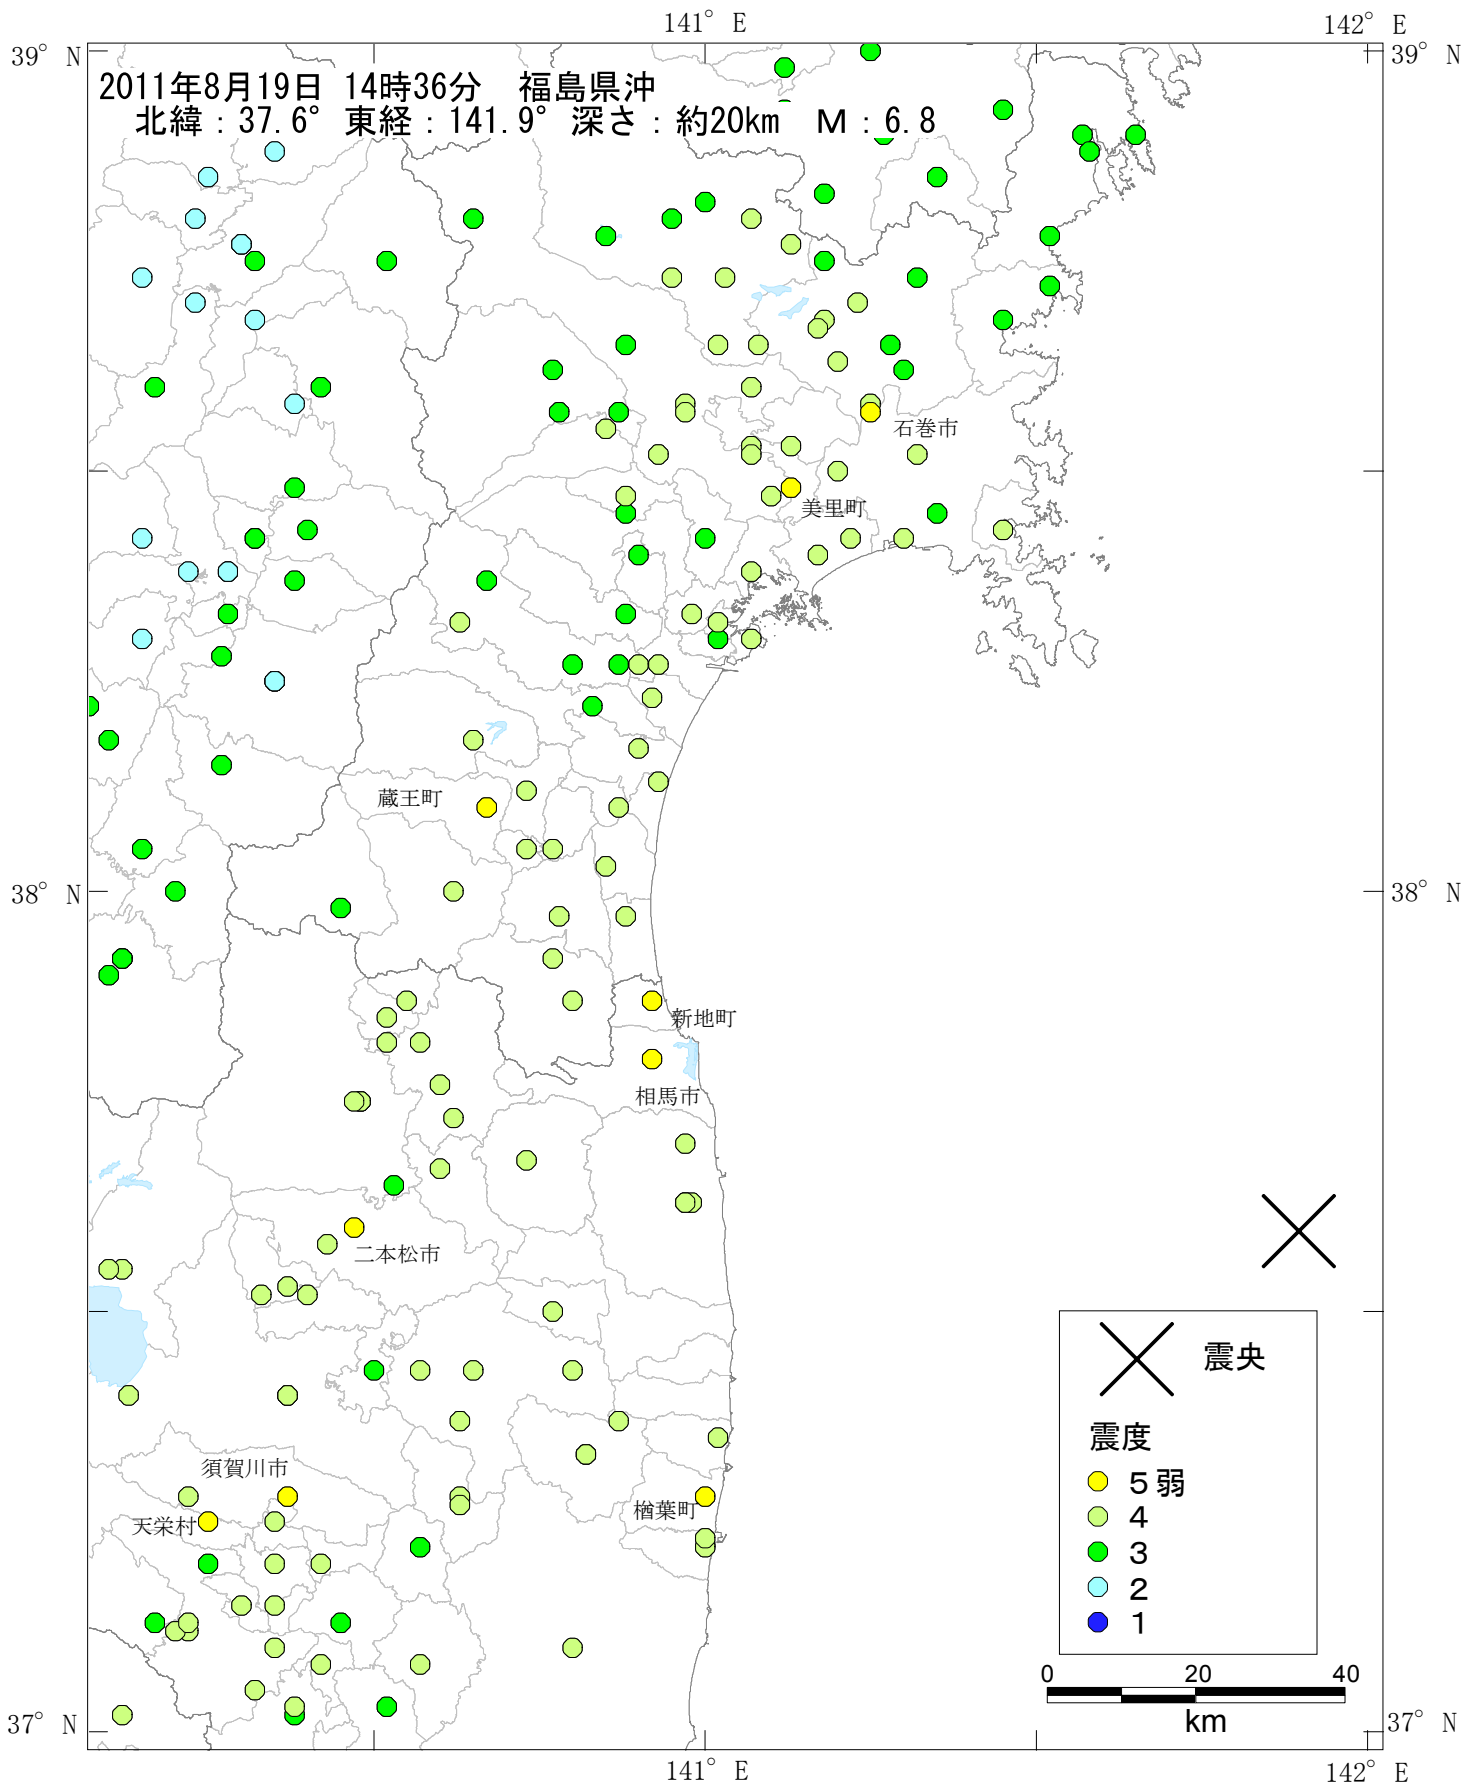 141° E
142° E
39° N
39° N
2011年8月19日 14時36分 福島県沖
北緯：37.6° 東経：141.9° 深さ：約20km M：6.8
石巻市
美里町
蔵王町
38° N
38° N
新地町
相馬市
二本松市
震央
震度
5弱
4
3
2
1
須賀川市
天栄村
楢葉町
0 20 40
km
37° N
37° N
141° E
142° E